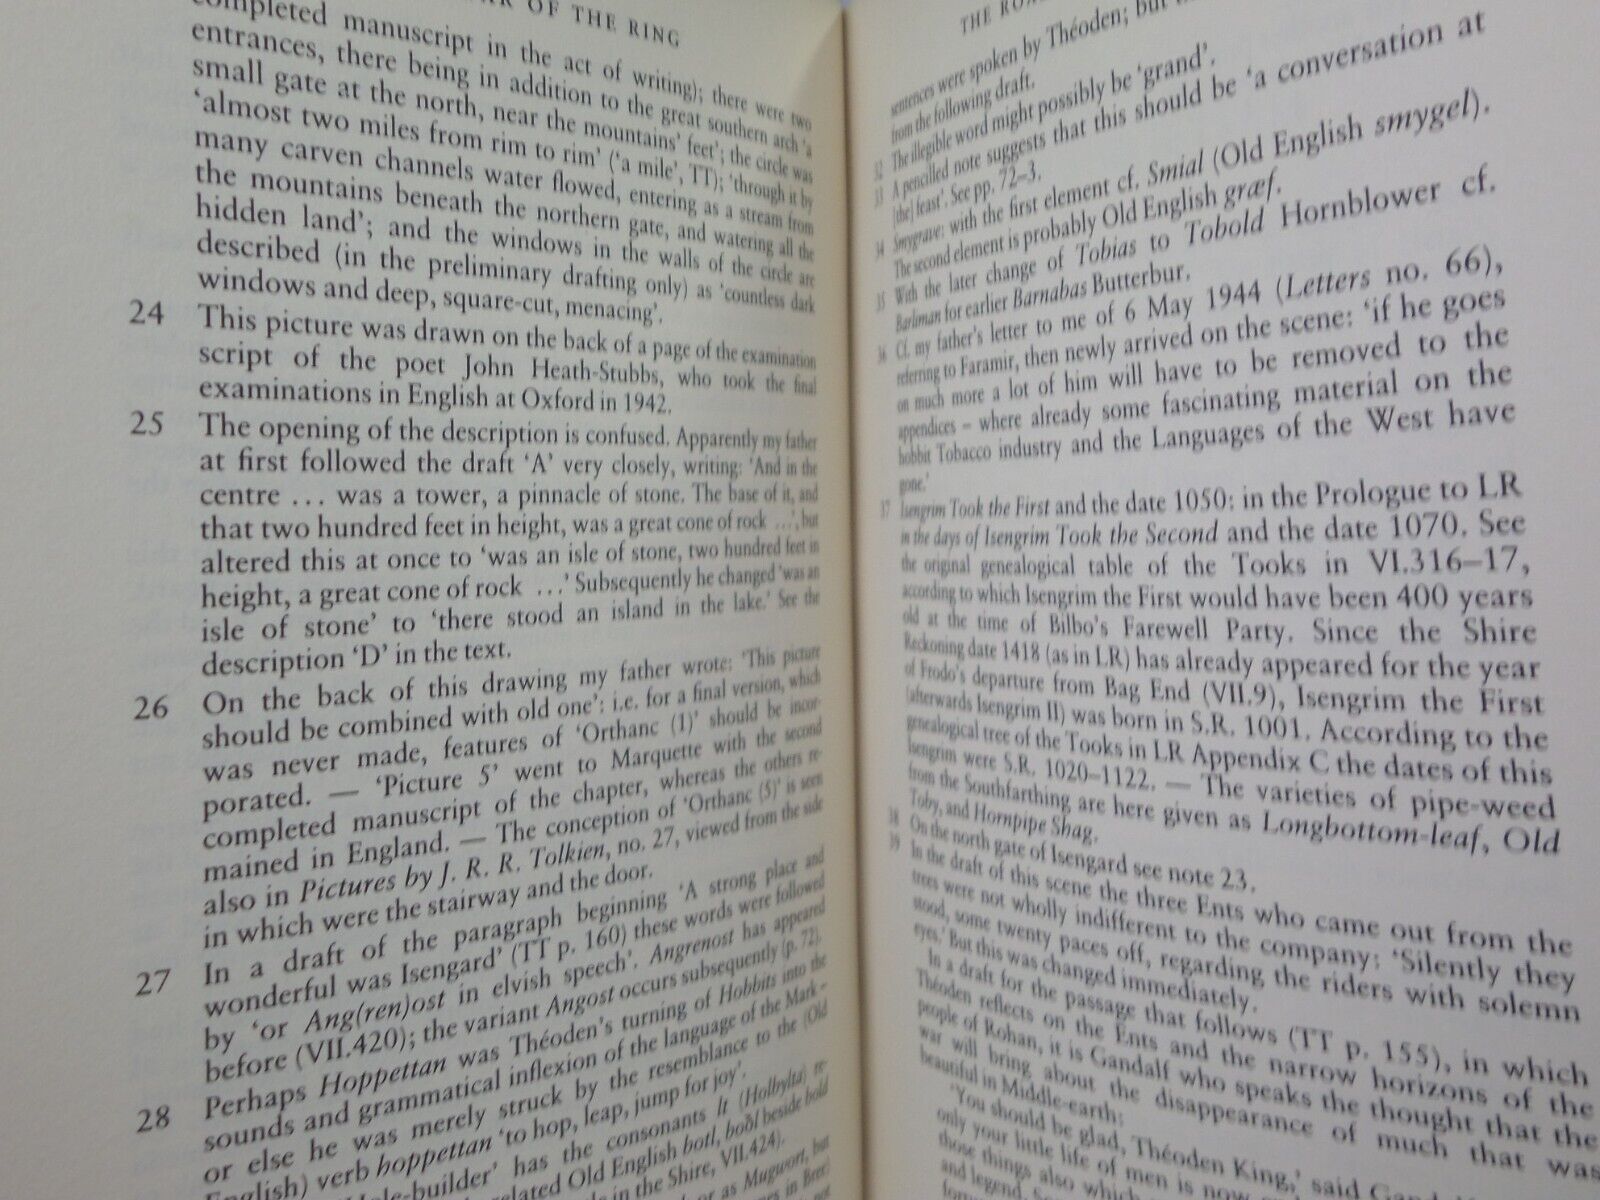 OF THE RING
completed manuscript in the act of writing); there were two
entrances, there being in addition to the great southern arch 'a
small gate at the north, near the mountains' feet'; the circle was
'almost two miles from rim to rim' ('a mile', TT); 'through it by
many carven channels water flowed, entering as a stream from
the mountains beneath the northern gate, and watering all the
hidden land'; and the windows in the walls of the circle are
described (in the preliminary drafting only) as 'countless dark
windows and deep, square-cut, menacing'.
24 This picture was drawn on the back of a page of the examination
script of the poet John Heath-Stubbs, who took the final
examinations in English at Oxford in 1942.
25 The opening of the description is confused. Apparently my father
at first followed the draft 'A' very closely, writing: 'And in the
centre ... was a tower, a pinnacle of stone. The base of it, and
that two hundred feet in height, was a great cone of rock ...', but
altered this at once to 'was an isle of stone, two hundred feet in
height, a great cone of rock ...' Subsequently he changed 'was an
isle of stone' to 'there stood an island in the lake.' See the
description 'D' in the text.
26 On the back of this drawing my father wrote: 'This picture
should be combined with old one': i.e. for a final version, which
was never made, features of 'Orthanc (1)' should be incor-
porated. — 'Picture 5' went to Marquette with the second
completed manuscript of the chapter, whereas the others re-
mained in England. — The conception of 'Orthanc (5)' is seen
also in Pictures by J. R. R. Tolkien, no. 27, viewed from the side
in which were the stairway and the door.
27 In a draft of the paragraph beginning 'A strong place and
wonderful was Isengard' (TT p. 160) these words were followed
by 'or Ang(ren)ost in elvish speech'. Angrenost has appeared
before (VII.420); the variant Angost occurs subsequently (p. 72).
28 Perhaps Hoppettan was Théoden's turning of Hobbits into the
sounds and grammatical inflexion of the language of the Mark –
or else he was merely struck by the resemblance to the (Old
English) verb hoppettan 'to hop, leap, jump for joy'.
has the consonants lt (Holbylta) re-
related Old English botl, boðl beside bold
in the Shire, VII.424).
as Mugwort, but
in Bree)
not
THE
sentences were spoken by Théoden; but
from the following draft.
32 The illegible word might possibly be 'grand'.
33 A pencilled note suggests that this should be 'a conversation at
[the] feast'. See pp. 72–3.
34 Smygrave: with the first element cf. Smial (Old English smygel).
The second element is probably Old English græf.
35 With the later change of Tobias to Tobold Hornblower cf.
Barliman for earlier Barnabas Butterbur.
36 Cf. my father's letter to me of 6 May 1944 (Letters no. 66),
referring to Faramir, then newly arrived on the scene: 'if he goes
on much more a lot of him will have to be removed to the
appendices – where already some fascinating material on the
hobbit Tobacco industry and the Languages of the West have
gone.'
37 Isengrim Took the First and the date 1050: in the Prologue to LR
in the days of Isengrim Took the Second and the date 1070. See
the original genealogical table of the Tooks in VI.316–17,
according to which Isengrim the First would have been 400 years
old at the time of Bilbo's Farewell Party. Since the Shire
Reckoning date 1418 (as in LR) has already appeared for the year
of Frodo's departure from Bag End (VII.9), Isengrim the First
(afterwards Isengrim II) was born in S.R. 1001. According to the
genealogical tree of the Tooks in LR Appendix C the dates of this
Isengrim were S.R. 1020–1122. — The varieties of pipe-weed
from the Southfarthing are here given as Longbottom-leaf, Old
Toby, and Hornpipe Shag.
38 On the north gate of Isengard see note 23.
39 In the draft of this scene the three Ents who came out from the
trees were not wholly indifferent to the company: 'Silently they
stood, some twenty paces off, regarding the riders with solemn
eyes.' But this was changed immediately.
In a draft for the passage that follows (TT p. 155), in which
Théoden reflects on the Ents and the narrow horizons of the
people of Rohan, it is Gandalf who speaks the thought that the
war will bring about the disappearance of much that was
beautiful in Middle-earth:
'You should be glad, Théoden King,' said
only your little life of men is now
those things also which
and legend.